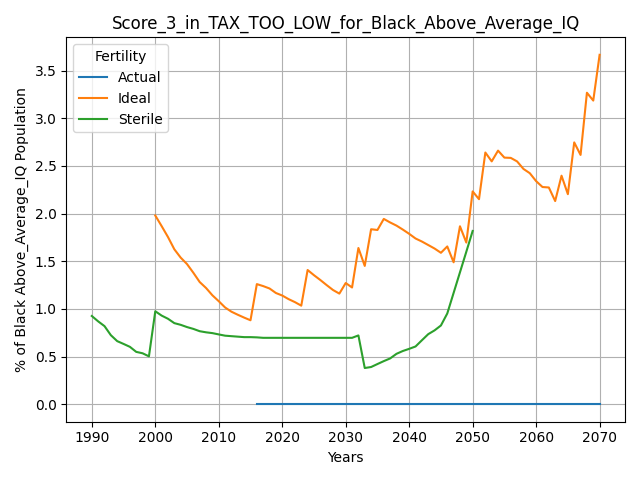 Score_3_in_TAX_TOO_LOW_for_Black_Above_Average_IQ
% of Black Above_Average_IQ Population
3.5
3.0
2.5
2.0
1.5
1.0
0.5
0.0
Fertility
Actual
Ideal
Sterile
1990 2000 2010 2020 2030 2040 2050 2060 2070
Years